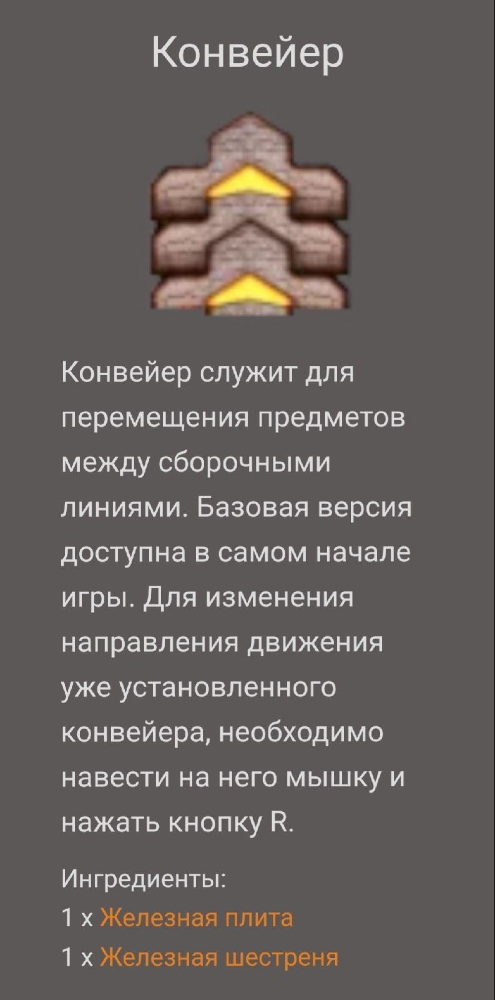 Конвейер
Конвейер служит для
перемещения предметов
между сборочными
линиями. Базовая версия
доступна в самом начале
игры. Для изменения
направления движения
уже установленного
конвейера, необходимо
навести на него мышку и
нажать кнопку R.
Ингредиенты:
1 x Железная плита
1 x Железная шестреня